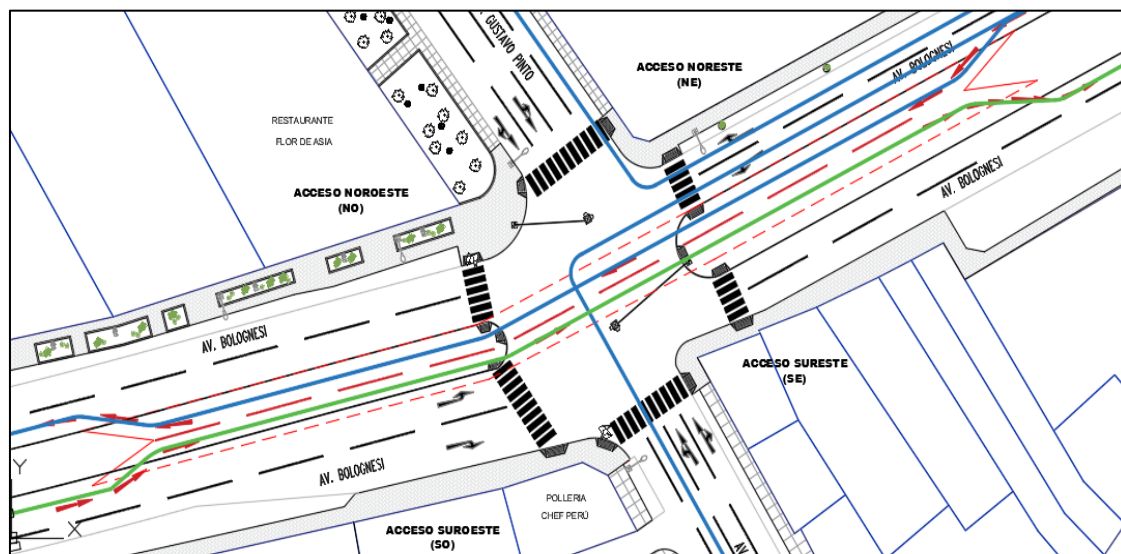 GUSTAVO PINTO
ACCESO NORESTE
(NE)
AV. BOLOGNESI
RESTAURANTE
FLOR DE ASIA
ACCESO NOROESTE
(NO)
AV. BOLOGNESI
AV. BOLOGNESI
ACCESO SURESTE
(SE)
AV. BOLOGNESI
Y
X
POLLERIA
CHEF PERÚ
ACCESO SUROESTE
(SO)
AV